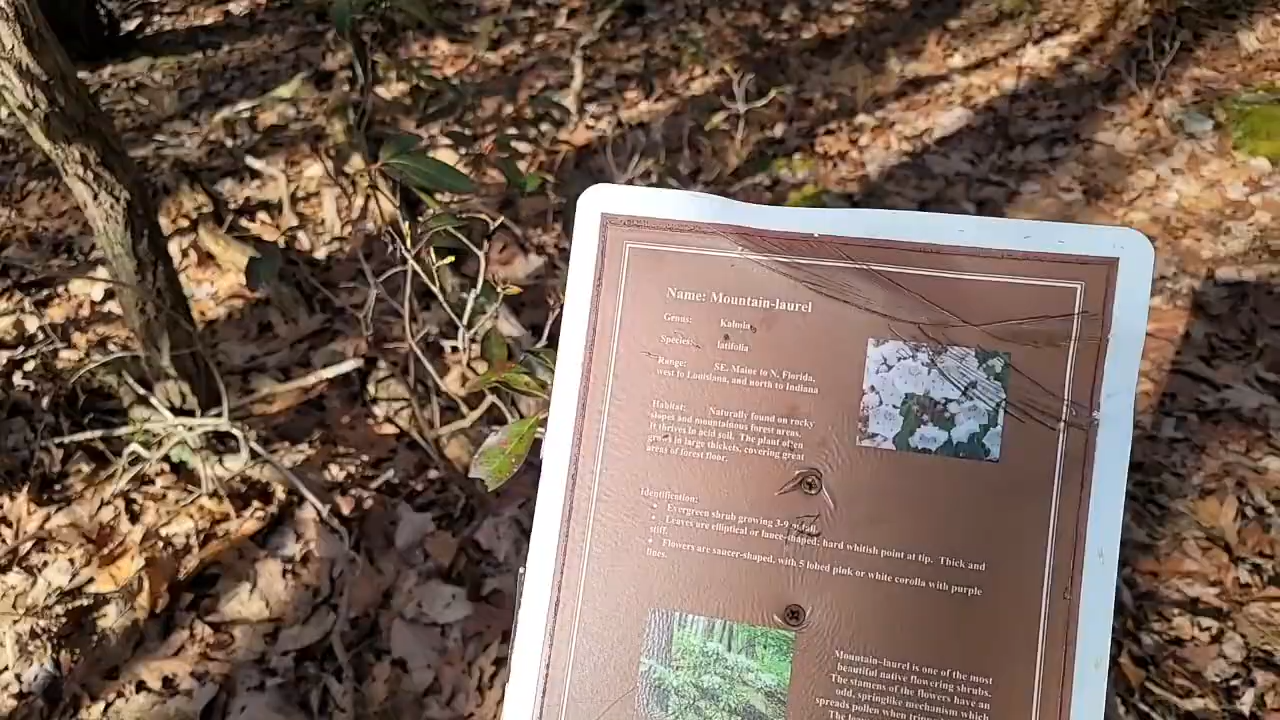 Name: Mountain-laurel
Genus: Kalmia
Species: latifolia
Range: SE. Maine to N. Florida,
west to Louisiana, and north to Indiana
Habitat: Naturally found on rocky
slopes and mountainous forest areas.
It thrives in acid soil. The plant often
grows in large thickets, covering great
areas of forest floor.
Identification:
• Evergreen shrub growing 3-9 m tall.
• Leaves are elliptical or lance-shaped; hard whitish point at tip. Thick and
stiff.
• Flowers are saucer-shaped, with 5 lobed pink or white corolla with purple
lines.
Mountain-laurel is one of the most
beautiful native flowering shrubs.
The stamens of the flowers have an
odd, springlike mechanism which
spreads pollen when
The